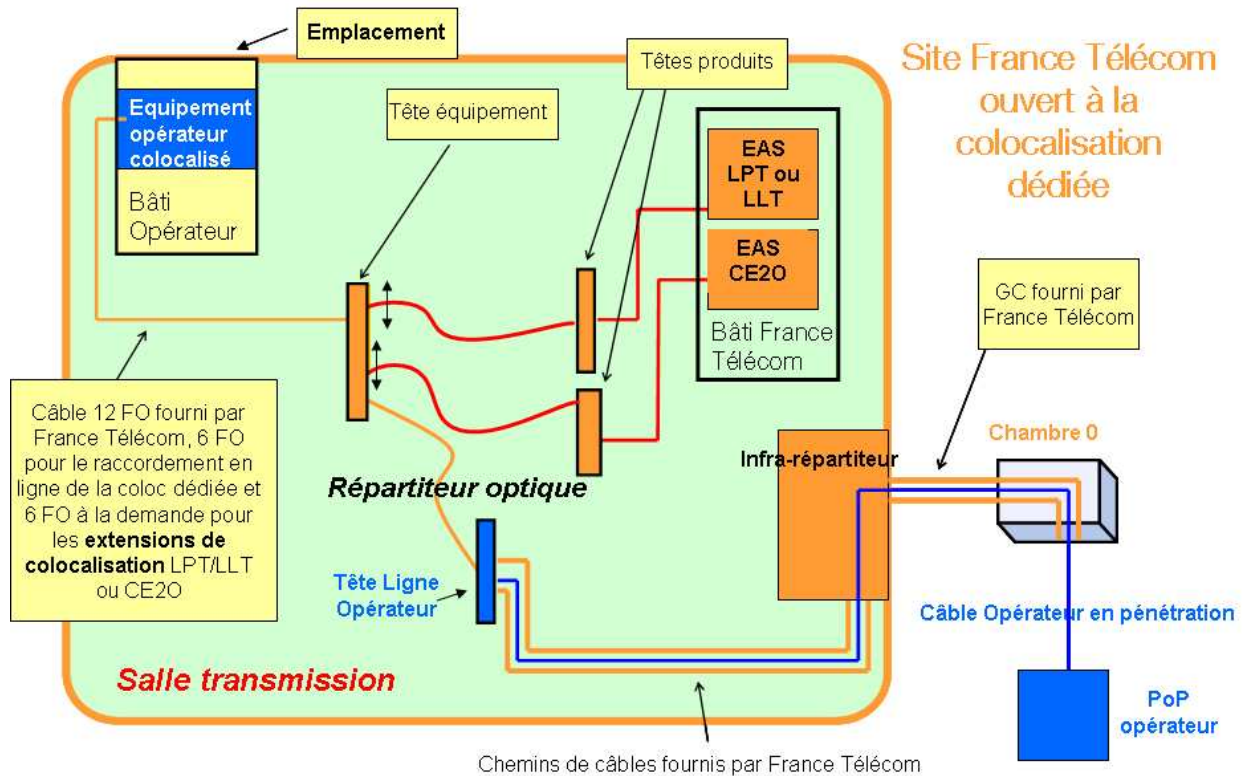 Emplacement
Site France Télécom
ouvert à la
colocalisation
dédiée
Têtes produits
Tête équipement
Equipement
opérateur
colocalisé
Bâti
Opérateur
EAS
LPT ou
LLT
EAS
CE2O
Bâti France
Télécom
GC fourni par
France Télécom
Câble 12 FO fourni par
France Télécom, 6 FO
pour le raccordement en
ligne de la coloc dédiée et
6 FO à la demande pour
les extensions de
colocalisation LPT/LLT
ou CE2O
Répartiteur optique
Infra-répartiteur
Chambre 0
Tête Ligne
Opérateur
Câble Opérateur en pénétration
Salle transmission
PoP
opérateur
Chemins de câbles fournis par France Télécom